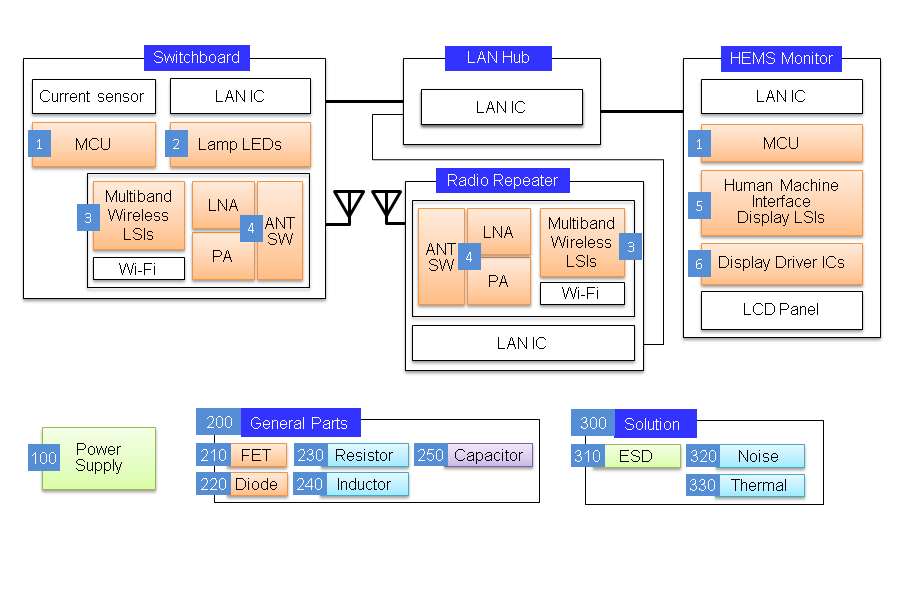 Switchboard
Current sensor
LAN IC
1
MCU
2
Lamp LEDs
3
Multiband
Wireless
LSIs
Wi-Fi
LNA
PA
4
ANT
SW
LAN Hub
LAN IC
Radio Repeater
ANT
SW
4
LNA
PA
Multiband
Wireless
LSIs
3
Wi-Fi
LAN IC
HEMS Monitor
LAN IC
1
MCU
5
Human Machine
Interface
Display LSIs
6
Display Driver ICs
LCD Panel
100
Power
Supply
200
General Parts
210
FET
230
Resistor
250
Capacitor
220
Diode
240
Inductor
300
Solution
310
ESD
320
Noise
330
Thermal